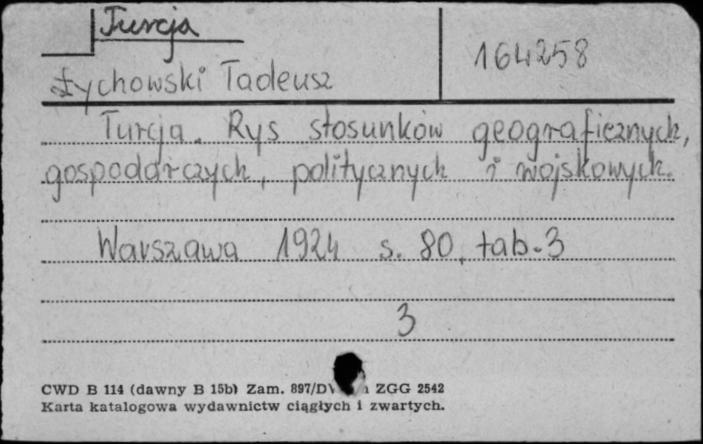 Turcja
164258
Łychowski Tadeusz
Turcja. Rys stosunków geograficznych,
gospodarczych, politycznych i wojskowych.
Warszawa 1924 s. 80, tab. 3
3
CWD B 114 (dawny B 15b) Zam. 897/D ZGG 2542
Karta katalogowa wydawnictw ciągłych i zwartych.